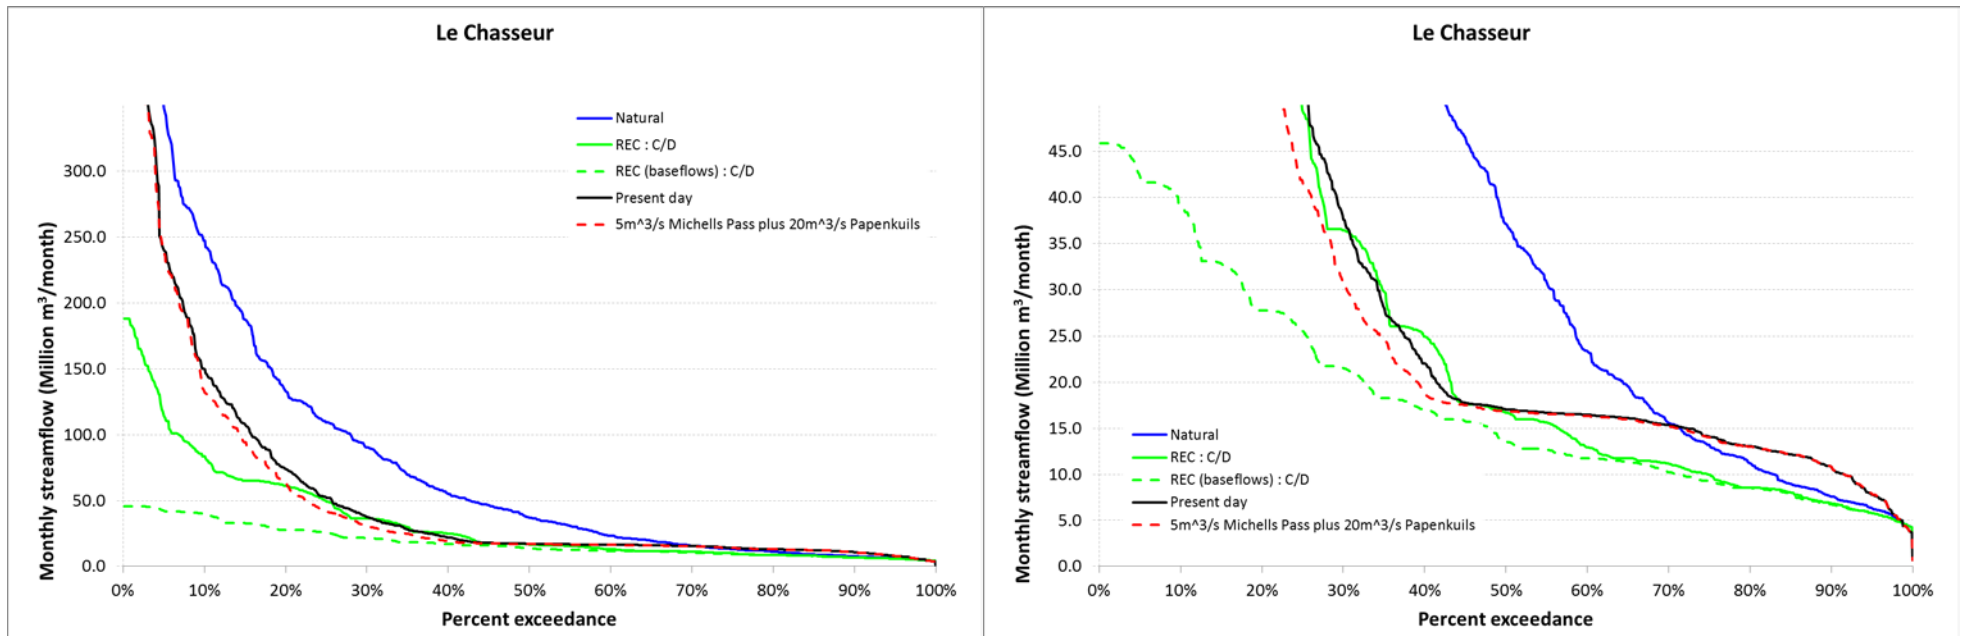 Le Chasseur
Monthly streamflow (Million m³/month)
300.0
250.0
200.0
150.0
100.0
50.0
0.0
0% 10% 20% 30% 40% 50% 60% 70% 80% 90% 100%
Percent exceedance
Natural
REC : C/D
REC (baseflows) : C/D
Present day
5m^3/s Michells Pass plus 20m^3/s Papenkuils
Le Chasseur
Monthly streamflow (Million m³/month)
45.0
40.0
35.0
30.0
25.0
20.0
15.0
10.0
5.0
0.0
0% 10% 20% 30% 40% 50% 60% 70% 80% 90% 100%
Percent exceedance
Natural
REC : C/D
REC (baseflows) : C/D
Present day
5m^3/s Michells Pass plus 20m^3/s Papenkuils